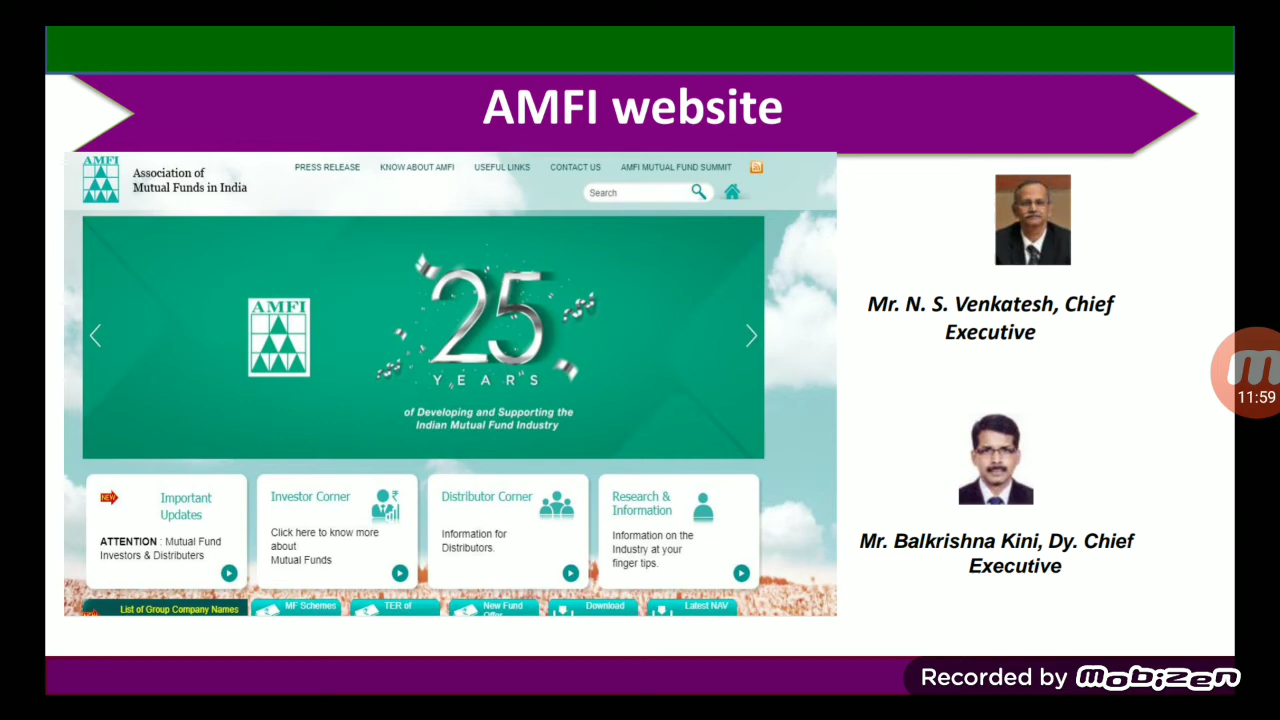 AMFI website
AMFI
Association of
Mutual Funds in India
PRESS RELEASE KNOW ABOUT AMFI USEFUL LINKS CONTACT US AMFI MUTUAL FUND SUMMIT
Search
AMFI
25
YEARS
of Developing and Supporting the
Indian Mutual Fund Industry
NEW
Important
Updates
ATTENTION : Mutual Fund
Investors & Distributers
Investor Corner
Click here to know more
about
Mutual Funds
Distributor Corner
Information for
Distributors.
Research &
Information
Information on the
Industry at your
finger tips.
List of Group Company Names
MF Schemes
TER of
New Fund
Offer
Download
Latest NAV
Mr. N. S. Venkatesh, Chief
Executive
Mr. Balkrishna Kini, Dy. Chief
Executive
11:59
Recorded by Mobizen